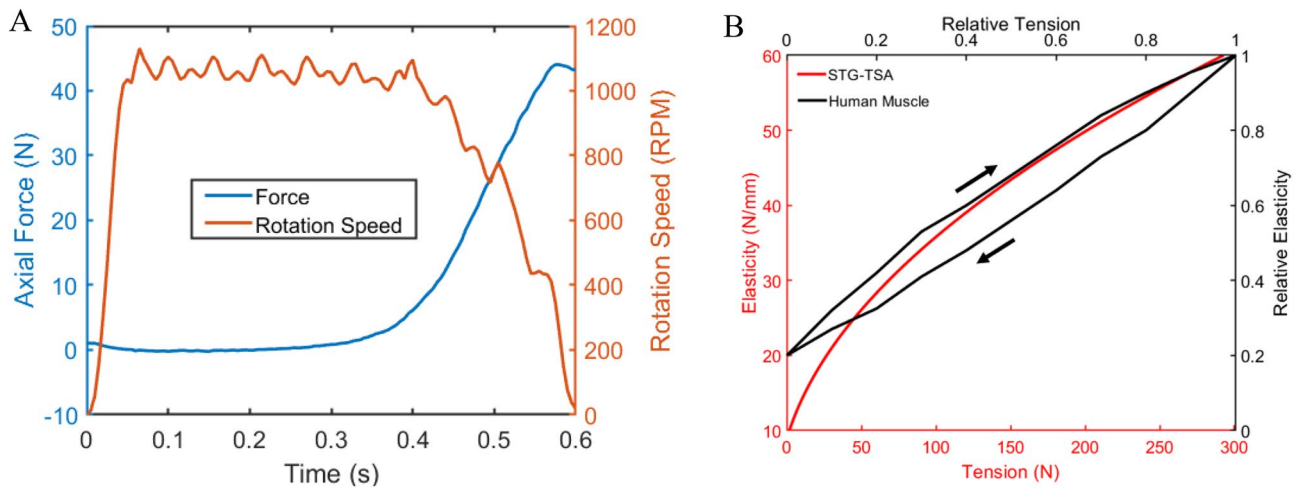 A
Axial Force (N)
50
40
30
20
10
0
-10
Force
Rotation Speed
1200
1000
800
600
400
200
0
Rotation Speed (RPM)
0 0.1 0.2 0.3 0.4 0.5 0.6
Time (s)
B
Relative Tension
0 0.2 0.4 0.6 0.8 1
Elasticity (N/mm)
60
50
40
30
20
10
STG-TSA
Human Muscle
1
0.8
0.6
0.4
0.2
0
Relative Elasticity
0 50 100 150 200 250 300
Tension (N)